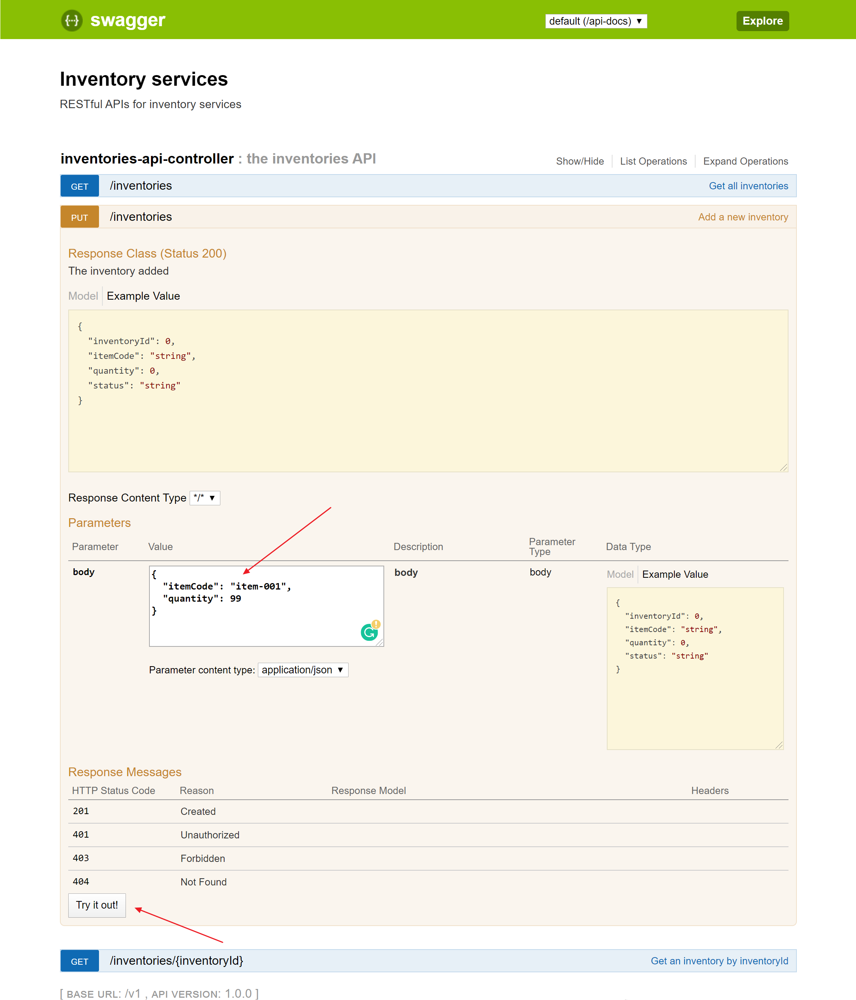 {···} swagger
default (/api-docs) ▼
Explore
Inventory services
RESTful APIs for inventory services
inventories-api-controller : the inventories API
Show/Hide
List Operations
Expand Operations
GET /inventories Get all inventories
PUT /inventories Add a new inventory
Response Class (Status 200)
The inventory added
Model Example Value
{
"inventoryId": 0,
"itemCode": "string",
"quantity": 0,
"status": "string"
}
Response Content Type */* ▼
Parameters
Parameter Value Description Parameter Type Data Type
body
{
"itemCode": "item-001",
"quantity": 99
}
Parameter content type: application/json ▼
body
body
Model Example Value
{
"inventoryId": 0,
"itemCode": "string",
"quantity": 0,
"status": "string"
}
Response Messages
HTTP Status Code Reason Response Model Headers
201 Created
401 Unauthorized
403 Forbidden
404 Not Found
Try it out!
GET /inventories/{inventoryId} Get an inventory by inventoryId
[ BASE URL: /v1 , API VERSION: 1.0.0 ]